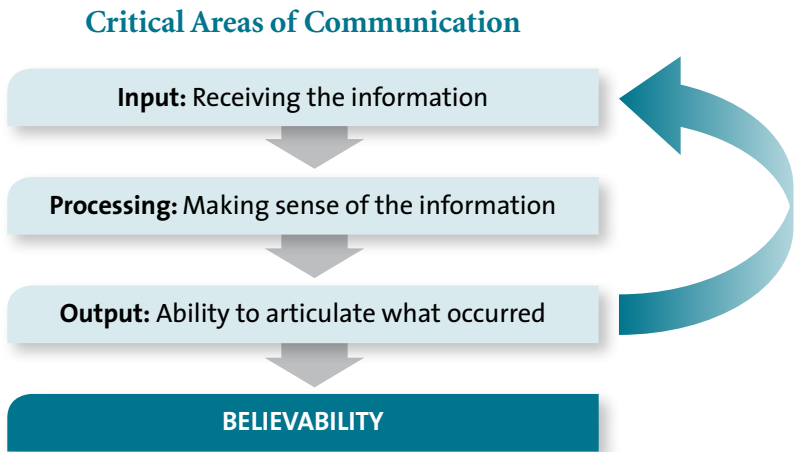 Critical Areas of Communication
Input: Receiving the information
Processing: Making sense of the information
Output: Ability to articulate what occurred
BELIEVABILITY